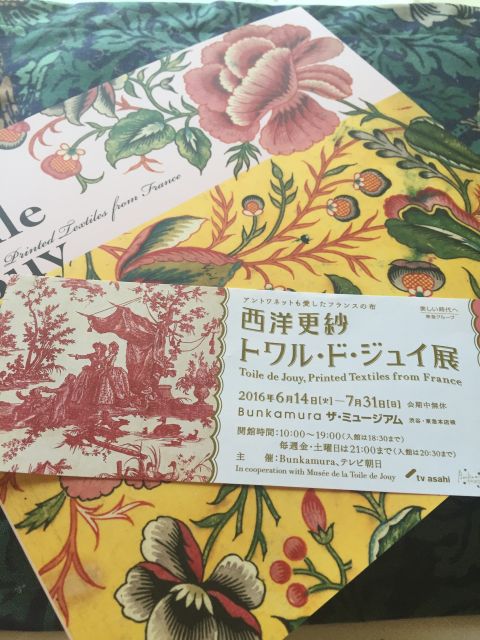 le
Printed Textiles from France
ouy
アントワネットも愛したフランスの布
美しい時代へ
東急グループ
西洋更紗
トワル・ド・ジュイ展
Toile de Jouy, Printed Textiles from France
2016年6月14日[火]—7月31日[日] 会期中無休
Bunkamura ザ・ミュージアム 渋谷・東急本店横
開館時間：10:00〜19:00（入館は18:30まで）
毎週金・土曜日は21:00まで（入館は20:30まで）
主 催：Bunkamura、テレビ朝日
In cooperation with Musée de la Toile de Jouy
tv asahi